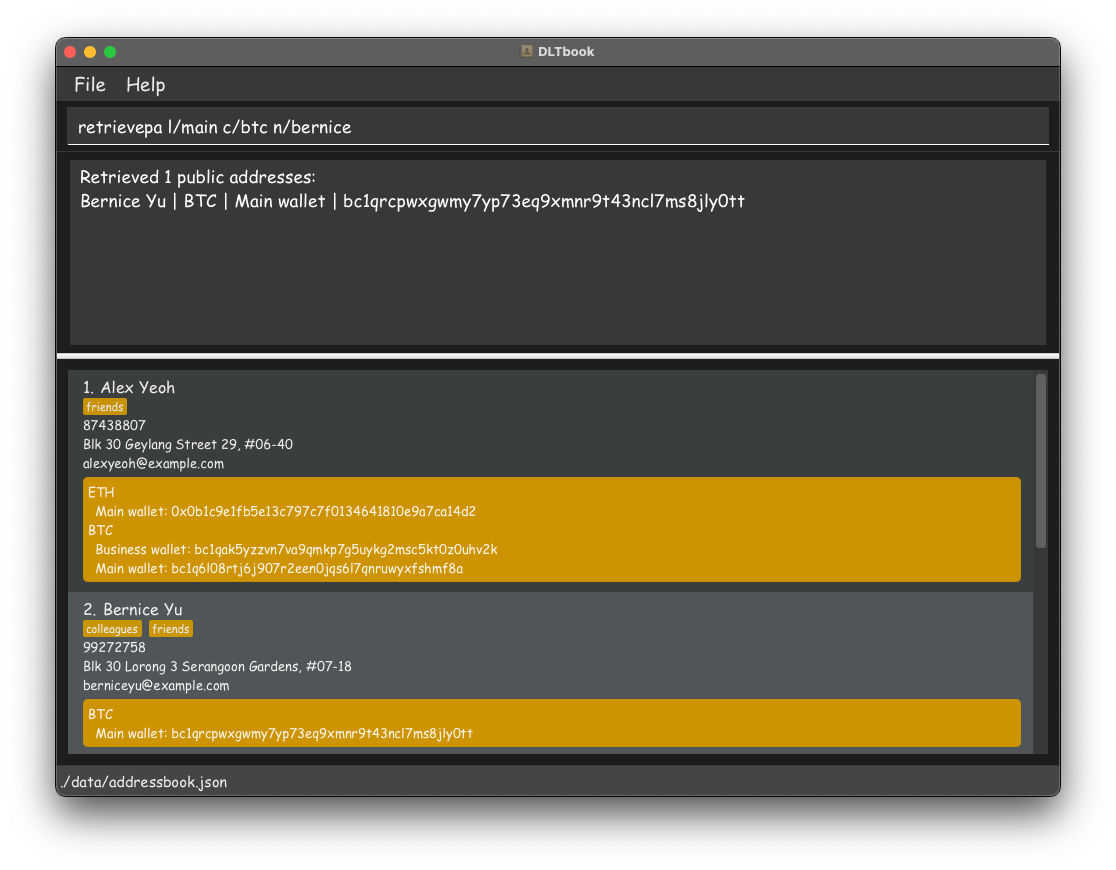 DLTbook
File Help
retrievepa l/main c/btc n/bernice
Retrieved 1 public addresses:
Bernice Yu | BTC | Main wallet | bc1qrcpwxgwmy7yp73eq9xmnr9t43ncl7ms8jly0tt
1. Alex Yeoh
friends
87438807
Blk 30 Geylang Street 29, #06-40
alexyeoh@example.com
ETH
Main wallet: 0x0b1c9e1fb5e13c797c7f0134641810e9a7ca14d2
BTC
Business wallet: bc1qak5yzzvn7va9qmkp7g5uykg2msc5kt0z0uhv2k
Main wallet: bc1q6l08rtj6j907r2een0jqs6l7qnruwyxfshmf8a
2. Bernice Yu
colleagues friends
99272758
Blk 30 Lorong 3 Serangoon Gardens, #07-18
berniceyu@example.com
BTC
Main wallet: bc1qrcpwxgwmy7yp73eq9xmnr9t43ncl7ms8jly0tt
./data/addressbook.json